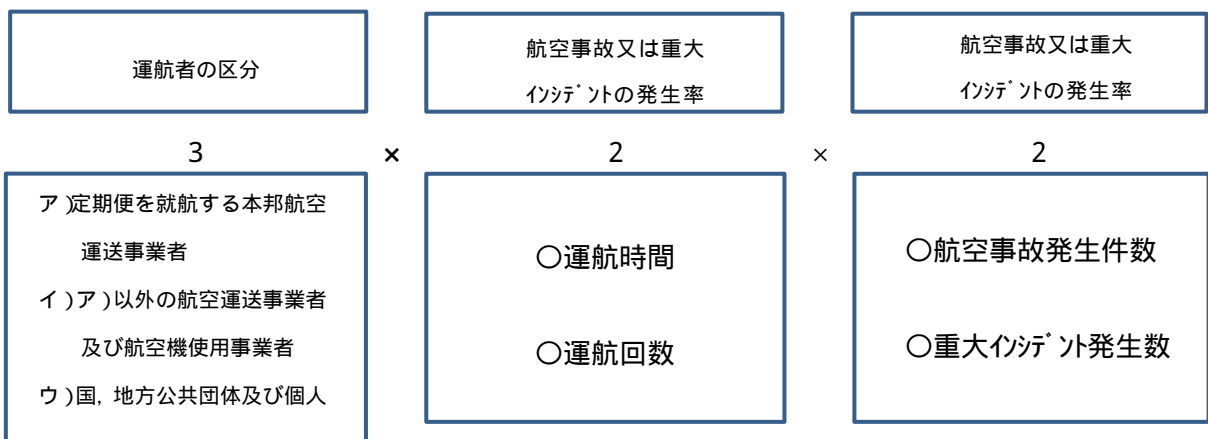 運航者の区分
航空事故又は重大
ｲﾝｼﾃﾞﾝﾄの発生率
航空事故又は重大
ｲﾝｼﾃﾞﾝﾄの発生率
3 × 2 × 2
ア)定期便を就航する本邦航空
運送事業者
イ)ア)以外の航空運送事業者
及び航空機使用事業者
ウ)国, 地方公共団体及び個人
〇運航時間
〇運航回数
〇航空事故発生件数
〇重大ｲﾝｼﾃﾞﾝﾄ発生数